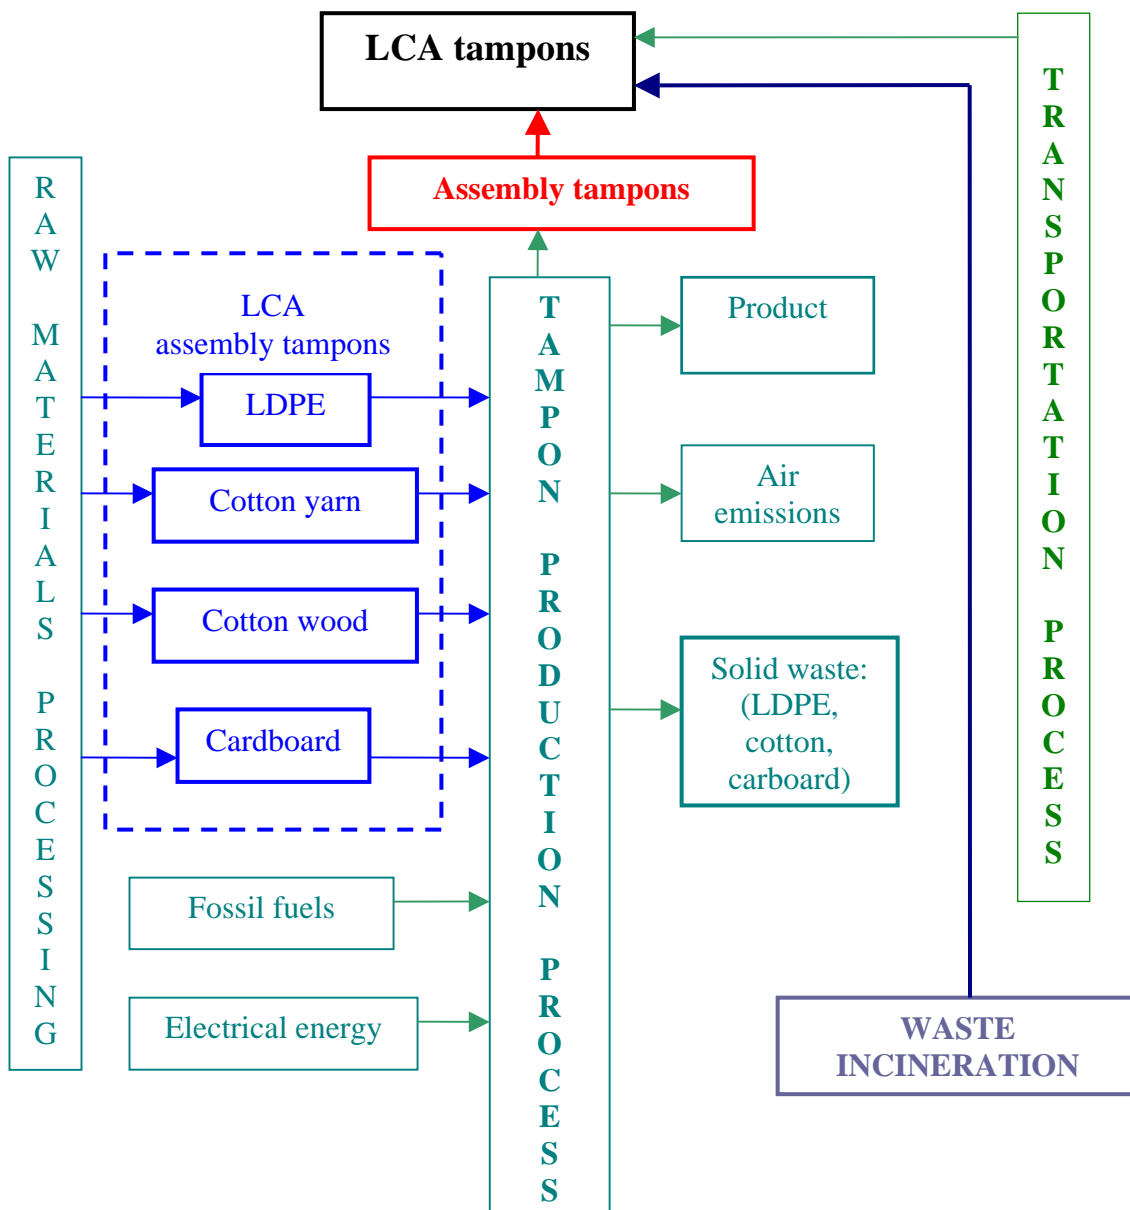 LCA tampons
Assembly tampons
RAW MATERIALS PROCESSING
LCA
assembly tampons
LDPE
Cotton yarn
Cotton wood
Cardboard
Fossil fuels
Electrical energy
TAMPON PRODUCTION PROCESS
Product
Air
emissions
Solid waste:
(LDPE,
cotton,
carboard)
TRANSPORTATION PROCESS
WASTE
INCINERATION